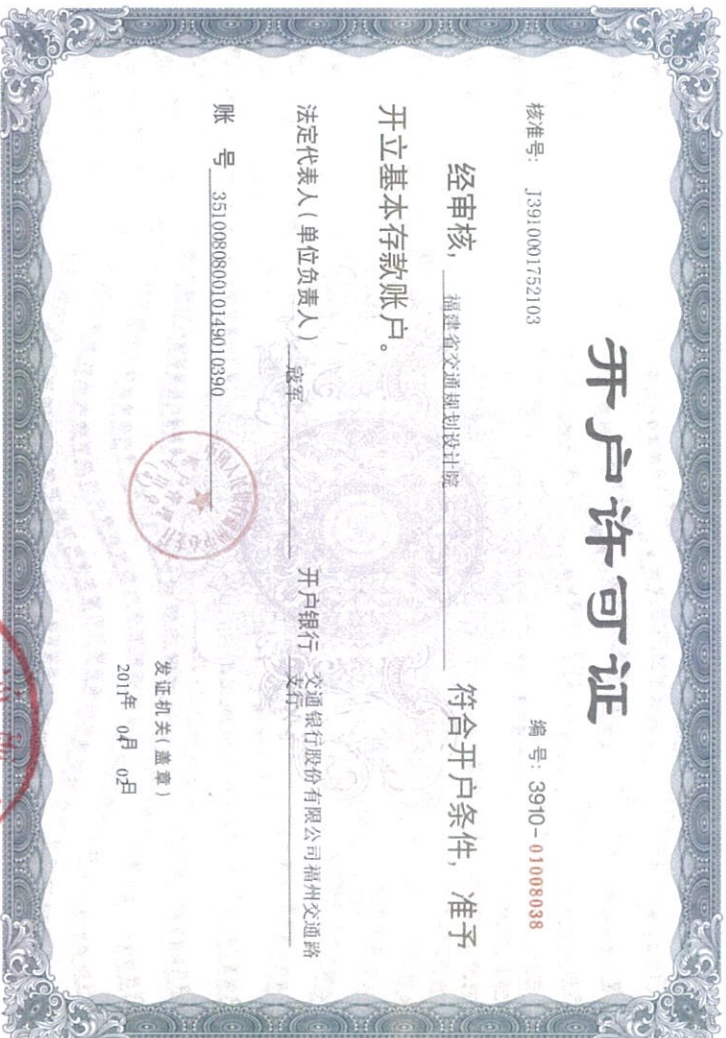 开户许可证
核准号: J3910001752103 编号: 3910-01008038
经审核, 福建省交通规划设计院 符合开户条件, 准予
开立基本存款账户。
法定代表人(单位负责人) 寇军 开户银行 交通银行股份有限公司福州交通路
支行
账 号 351008080010149010390
发证机关(盖章)
2011年 04月 02日